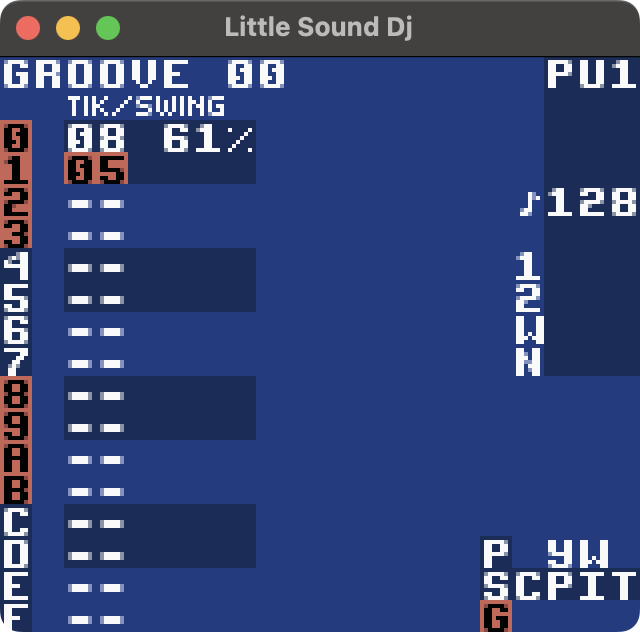 Little Sound Dj
GROOVE 00 PU1
TIK/SWING
0 08 61%
1 05
2 -- ♪128
3 --
4 -- 1
5 -- 2
6 -- W
7 -- N
8 --
9 --
A --
B --
C --
D -- P yW
E -- SCPIT
F -- G